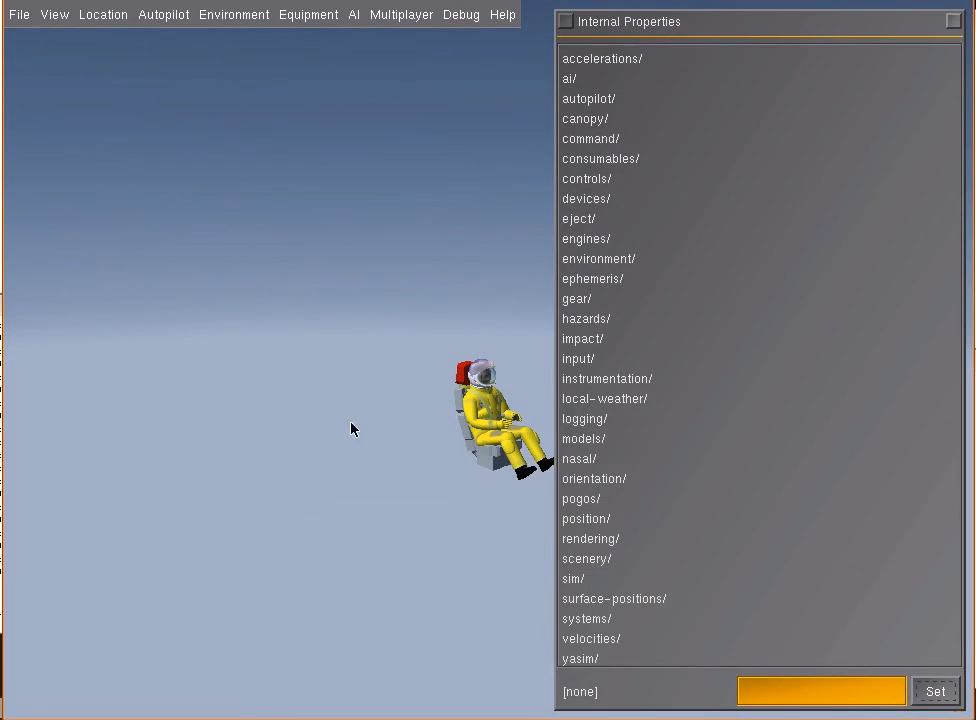 File View Location Autopilot Environment Equipment AI Multiplayer Debug Help
Internal Properties
accelerations/
ai/
autopilot/
canopy/
command/
consumables/
controls/
devices/
eject/
engines/
environment/
ephemeris/
gear/
hazards/
impact/
input/
instrumentation/
local-weather/
logging/
models/
nasal/
orientation/
pogos/
position/
rendering/
scenery/
sim/
surface-positions/
systems/
velocities/
yasim/
[none]
Set